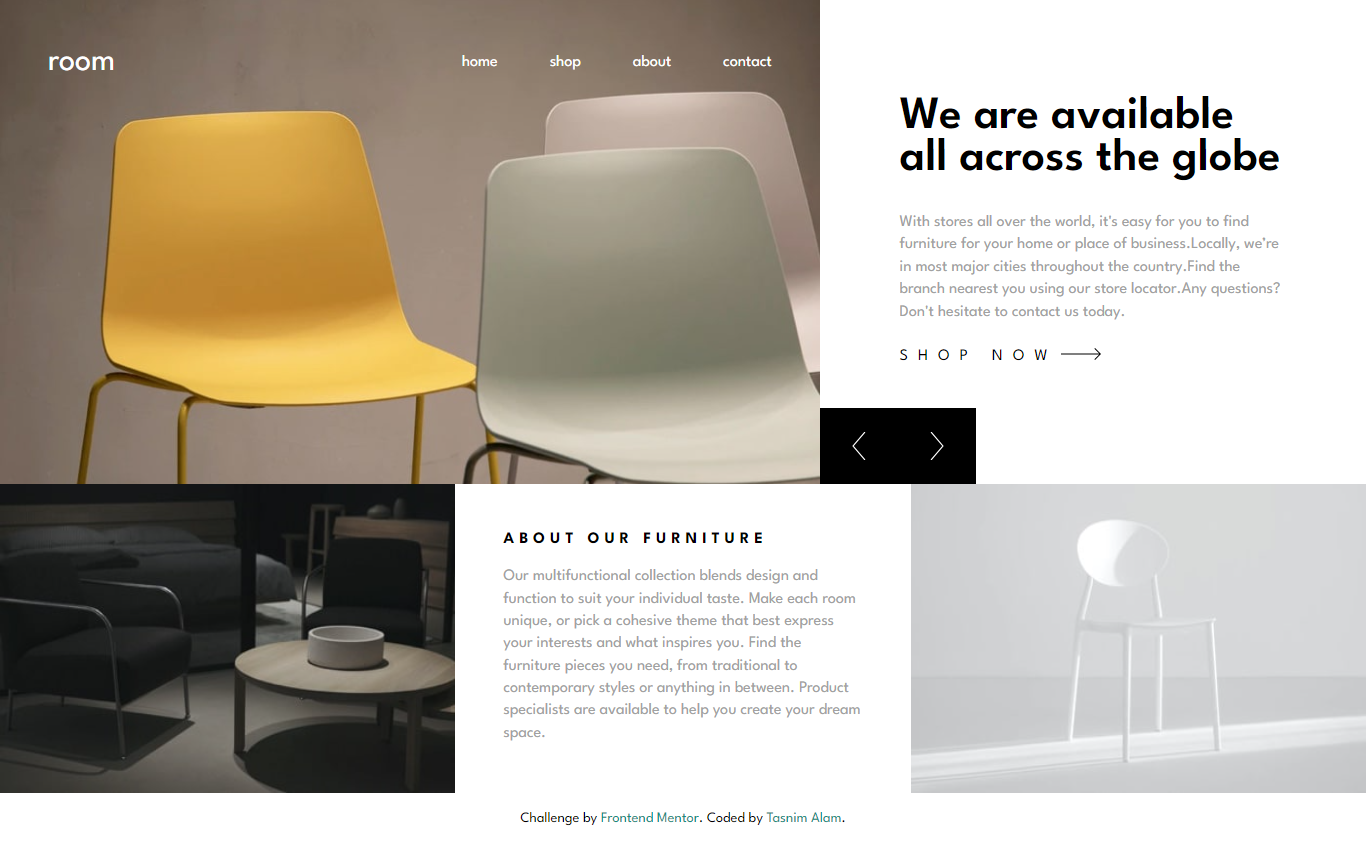 room
home shop about contact
We are available
all across the globe
With stores all over the world, it's easy for you to find
furniture for your home or place of business.Locally, we're
in most major cities throughout the country.Find the
branch nearest you using our store locator.Any questions?
Don't hesitate to contact us today.
SHOP NOW
ABOUT OUR FURNITURE
Our multifunctional collection blends design and
function to suit your individual taste. Make each room
unique, or pick a cohesive theme that best express
your interests and what inspires you. Find the
furniture pieces you need, from traditional to
contemporary styles or anything in between. Product
specialists are available to help you create your dream
space.
Challenge by Frontend Mentor. Coded by Tasnim Alam.